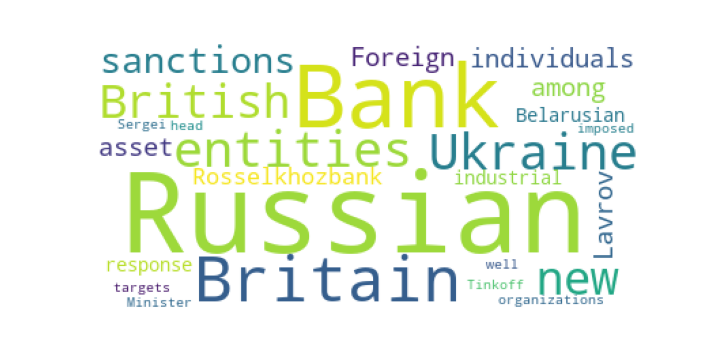 sanctions Foreign individuals
British Bank among
Sergei head Belarusian imposed
asset entities Ukraine
Rosselkhozbank industrial
Russian Lavrov
response Britain well new
targets Tinkoff
Minister organizations